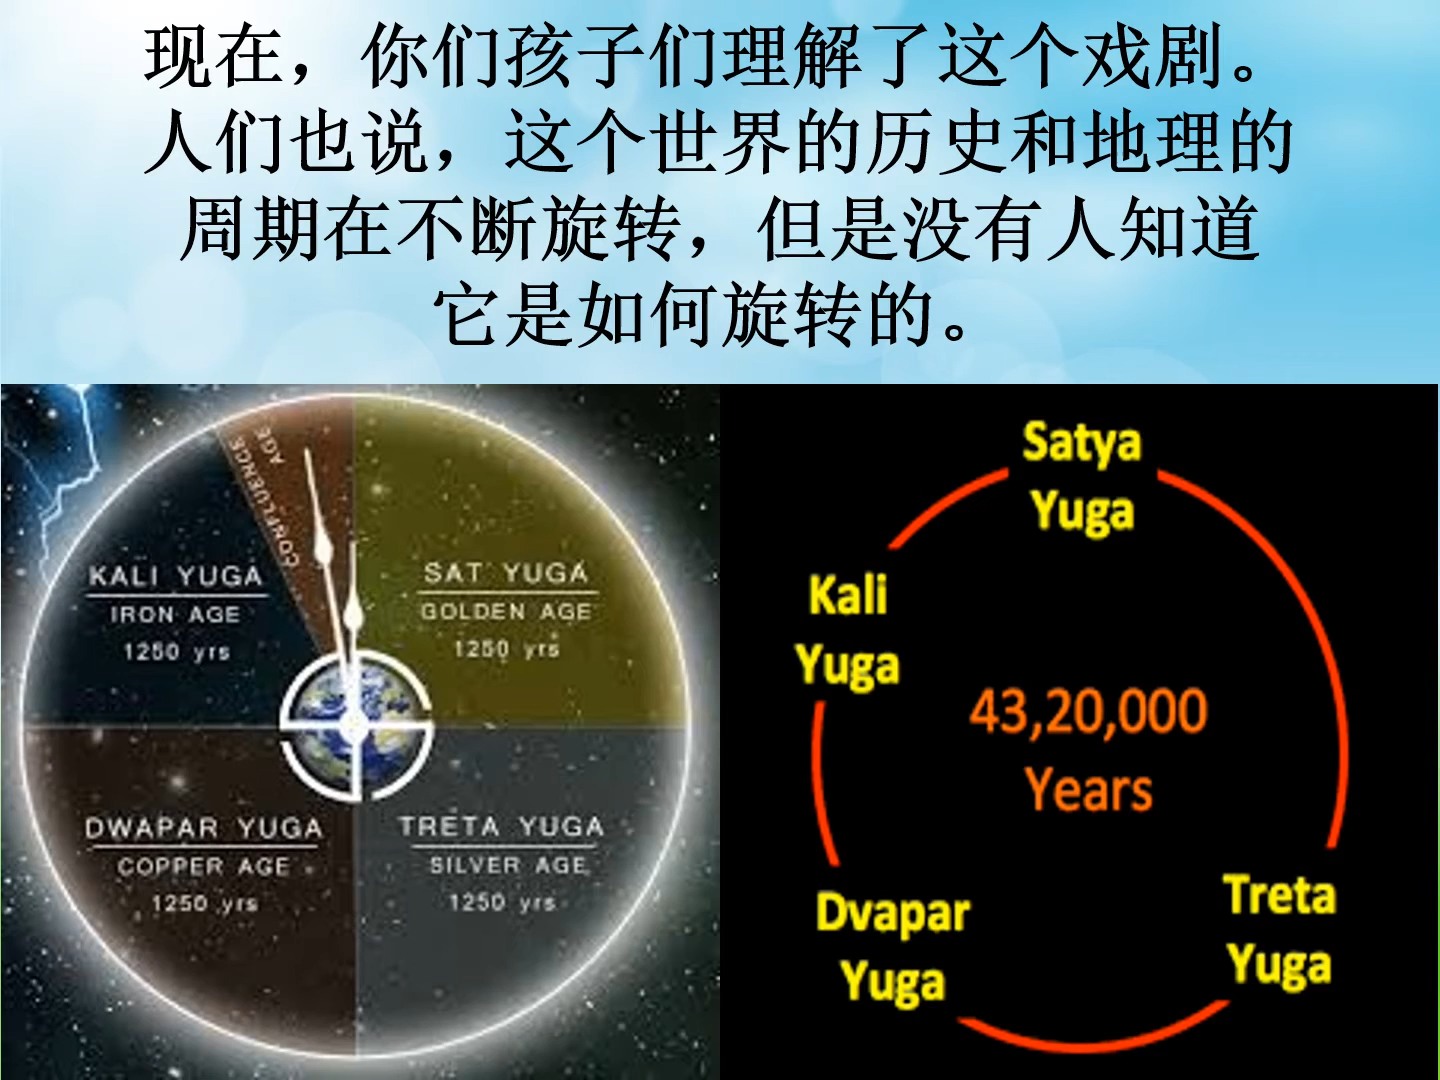 现在，你们孩子们理解了这个戏剧。
人们也说，这个世界的历史和地理的
周期在不断旋转，但是没有人知道
它是如何旋转的。
CONFLUENCE
AGE
KALI YUGA
IRON AGE
1250 yrs
SAT YUGA
GOLDEN AGE
1250 yrs
DWAPAR YUGA
COPPER AGE
1250 yrs
TRETA YUGA
SILVER AGE
1250 yrs
Satya
Yuga
Kali
Yuga
43,20,000
Years
Dvapar
Yuga
Treta
Yuga